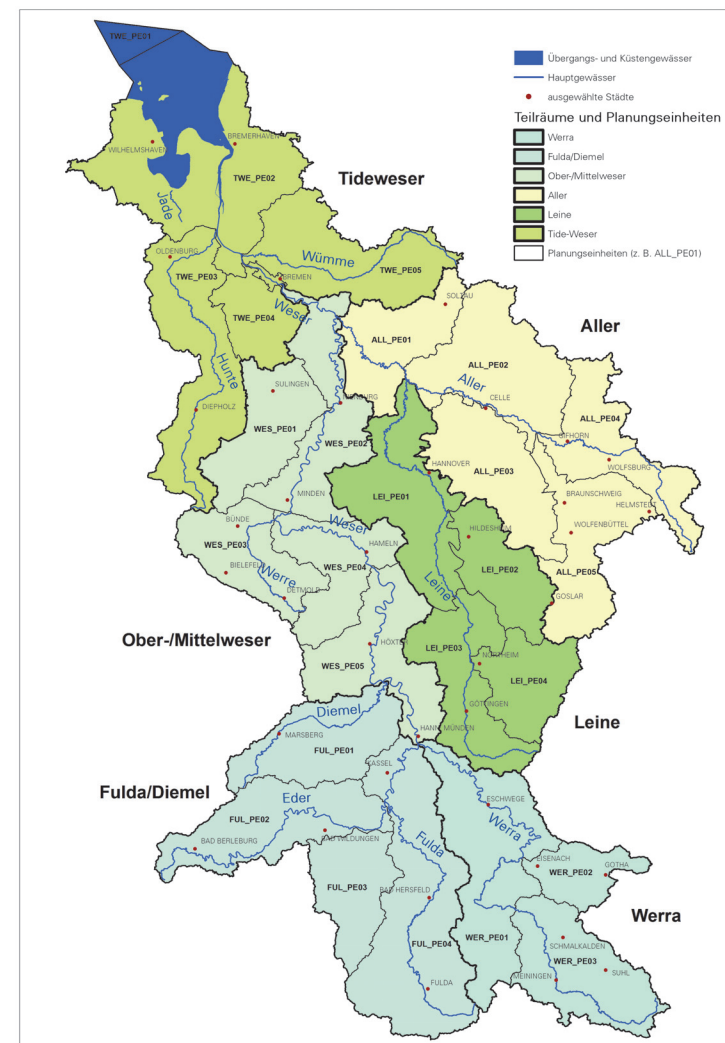 TWE_PE01
Übergangs- und Küstengewässer
Hauptgewässer
ausgewählte Städte
Teilräume und Planungseinheiten
Werra
Fulda/Diemel
Ober-/Mittelweser
Aller
Leine
Tide-Weser
Planungseinheiten (z. B. ALL_PE01)
WILHELMSHAVEN
BREMERHAVEN
TWE_PE02
Tideweser
Jade
OLDENBURG
TWE_PE03
Wümme
TWE_PE05
BREMEN
Weser
TWE_PE04
SOLTAU
Aller
ALL_PE01
ALL_PE02
Hunte
Aller
SULINGEN
NIENBURG
CELLE
DIEPHOLZ
WES_PE01
WES_PE02
ALL_PE04
GIFHORN
WOLFSBURG
ALL_PE03
HANNOVER
LEI_PE01
MINDEN
BRAUNSCHWEIG
HELMSTEDT
WOLFENBÜTTEL
BÜNDE
Weser
HILDESHEIM
WES_PE03
HAMELN
WES_PE04
BIELEFELD
Werre
DETMOLD
Leine
LEI_PE02
ALL_PE05
GOSLAR
Ober-/Mittelweser
HÖXTER
LEI_PE03
WES_PE05
NORTHEIM
LEI_PE04
GÖTTINGEN
Leine
Diemel
MARSBERG
FUL_PE01
HANN. MÜNDEN
KASSEL
Fulda/Diemel
Eder
ESCHWEGE
Werra
FUL_PE02
BAD WILDUNGEN
BAD BERLEBURG
Fulda
EISENACH
WER_PE02
GOTHA
FUL_PE03
BAD HERSFELD
Werra
FUL_PE04
WER_PE01
SCHMALKALDEN
WER_PE03
SUHL
MEININGEN
FULDA